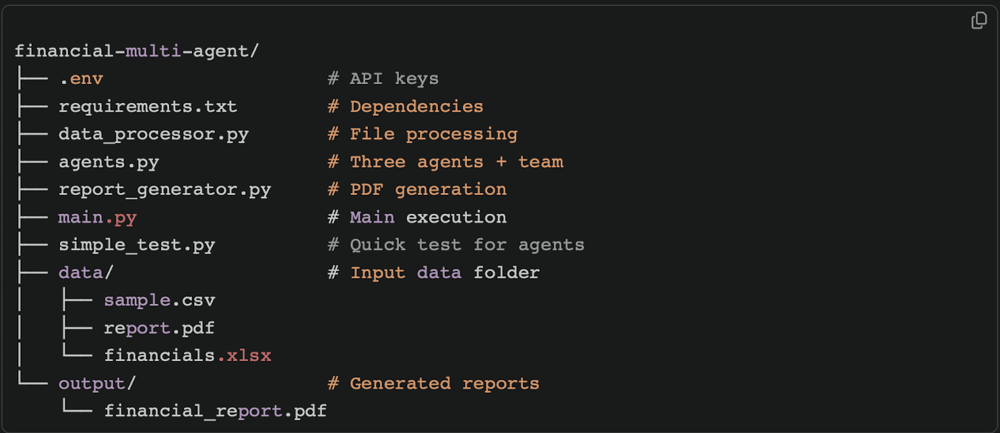 financial-multi-agent/
├── .env                    # API keys
├── requirements.txt        # Dependencies
├── data_processor.py       # File processing
├── agents.py               # Three agents + team
├── report_generator.py     # PDF generation
├── main.py                 # Main execution
├── simple_test.py          # Quick test for agents
├── data/                   # Input data folder
│   ├── sample.csv
│   ├── report.pdf
│   └── financials.xlsx
└── output/                 # Generated reports
    └── financial_report.pdf